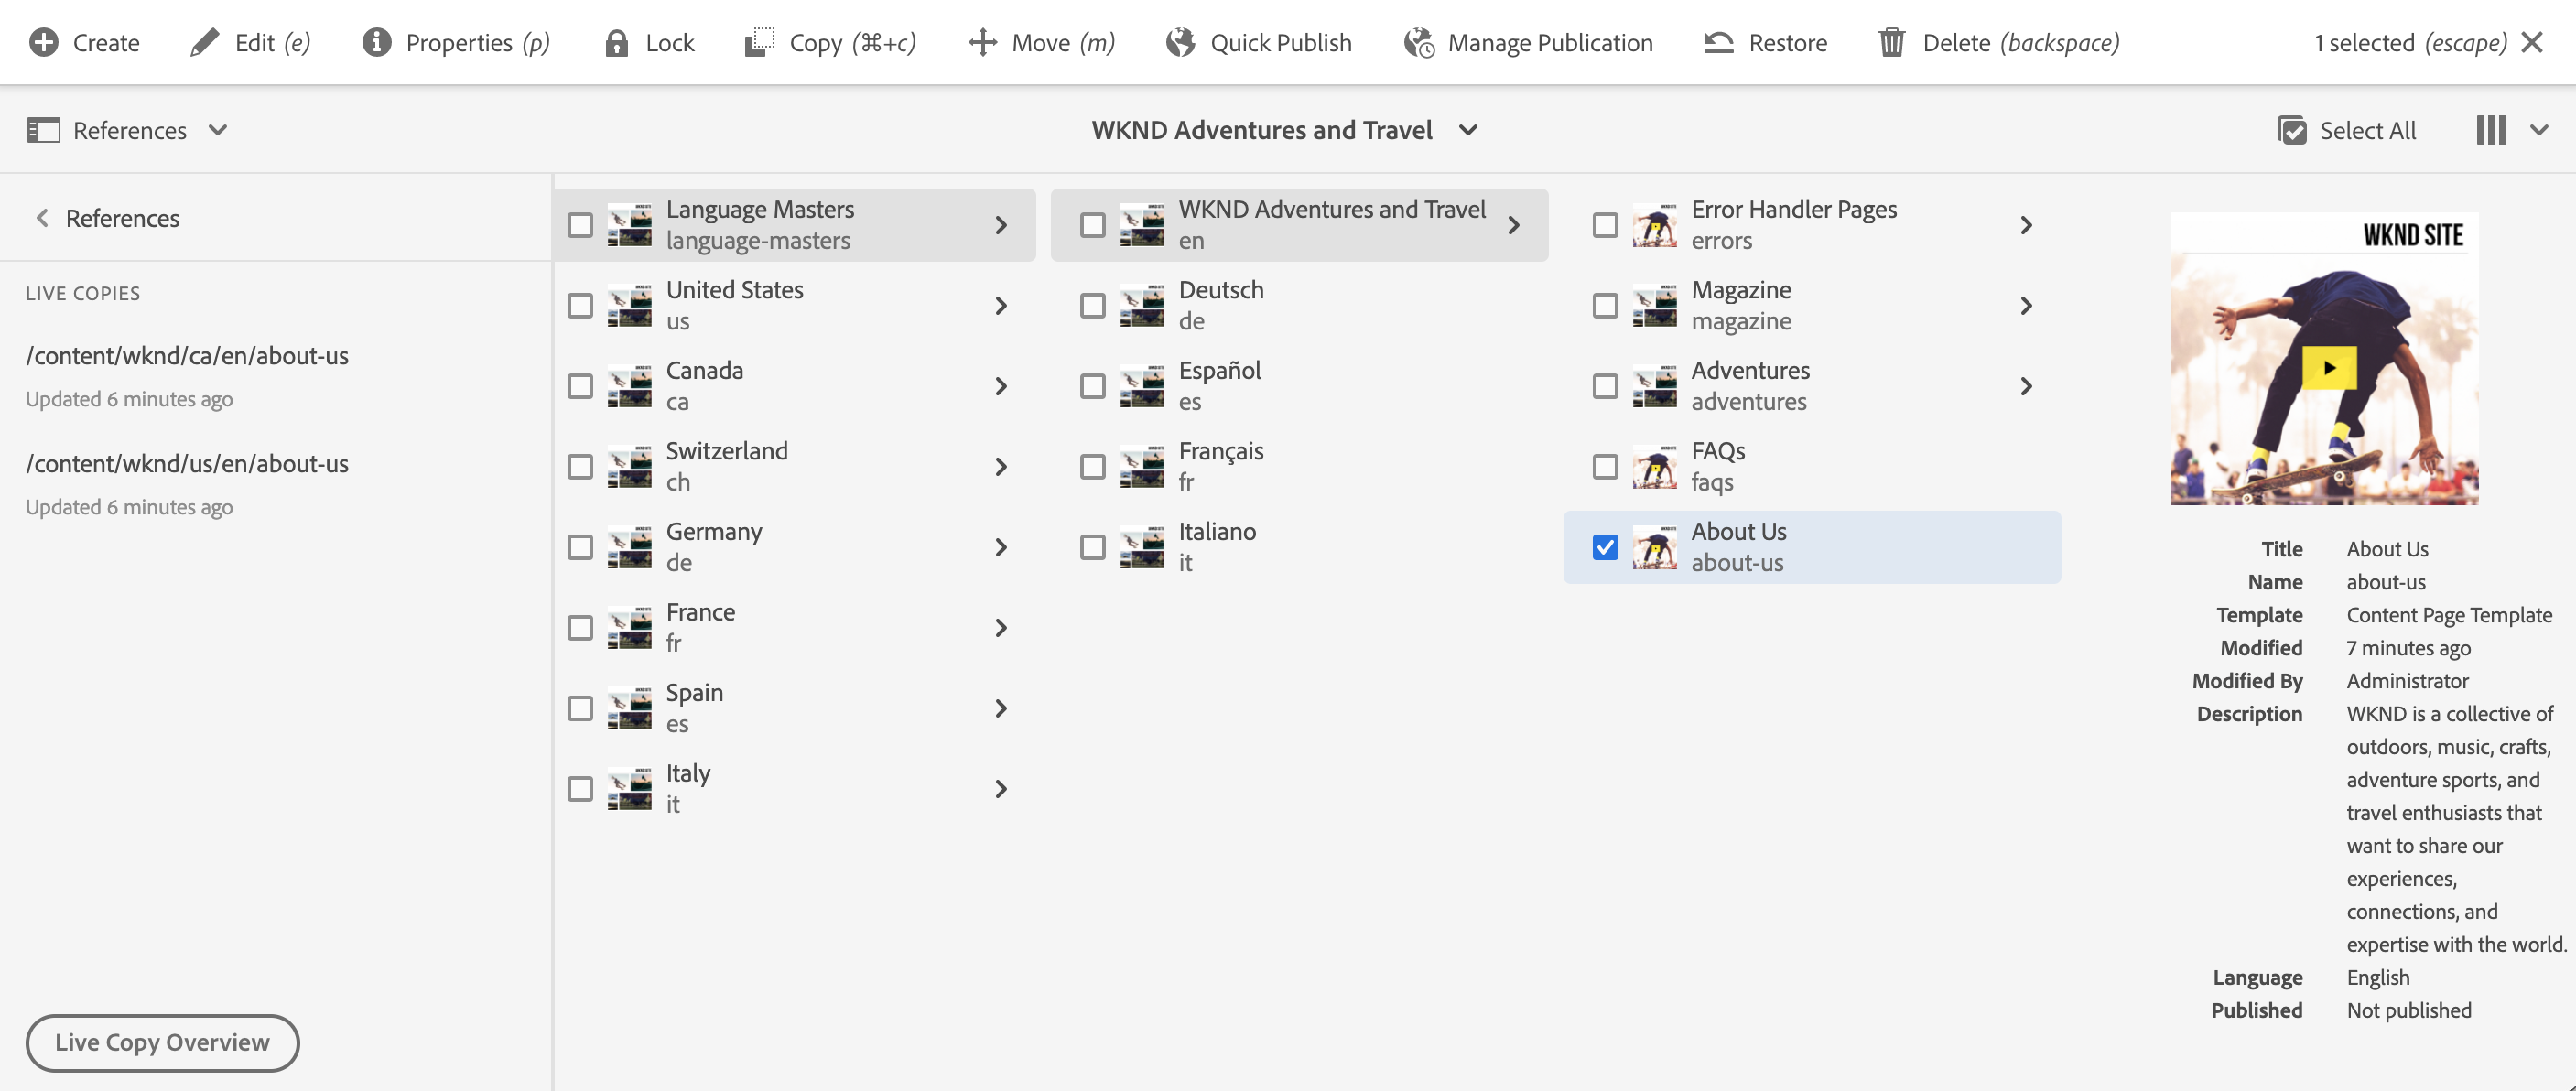 Create
Edit (e)
Properties (p)
Lock
Copy (⌘+c)
Move (m)
Quick Publish
Manage Publication
Restore
Delete (backspace)
1 selected (escape)
References
WKND Adventures and Travel
Select All
References
LIVE COPIES
/content/wknd/ca/en/about-us
Updated 6 minutes ago
/content/wknd/us/en/about-us
Updated 6 minutes ago
Live Copy Overview
Language Masters
language-masters
United States
us
Canada
ca
Switzerland
ch
Germany
de
France
fr
Spain
es
Italy
it
WKND Adventures and Travel
en
Deutsch
de
Español
es
Français
fr
Italiano
it
Error Handler Pages
errors
Magazine
magazine
Adventures
adventures
FAQs
faqs
About Us
about-us
WKND SITE
Title About Us
Name about-us
Template Content Page Template
Modified 7 minutes ago
Modified By Administrator
Description WKND is a collective of
outdoors, music, crafts,
adventure sports, and
travel enthusiasts that
want to share our
experiences,
connections, and
expertise with the world.
Language English
Published Not published